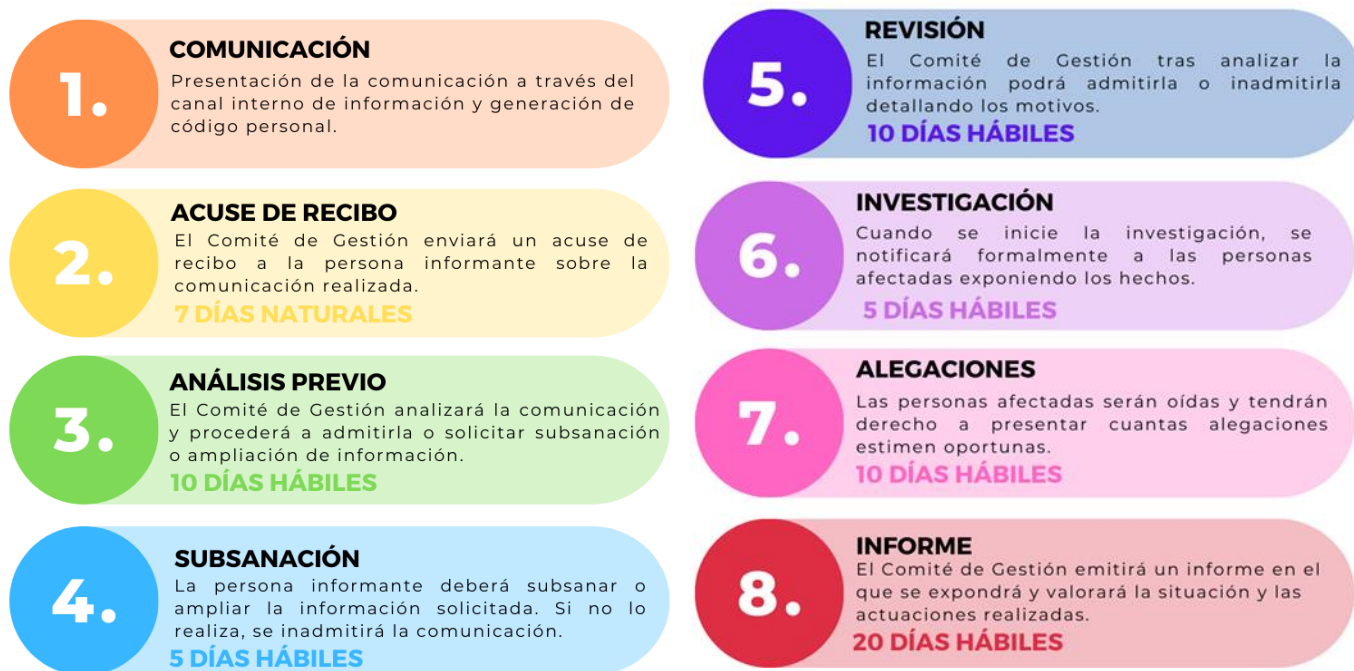 1.
COMUNICACIÓN
Presentación de la comunicación a través del
canal interno de información y generación de
código personal.
2.
ACUSE DE RECIBO
El Comité de Gestión enviará un acuse de
recibo a la persona informante sobre la
comunicación realizada.
7 DÍAS NATURALES
3.
ANÁLISIS PREVIO
El Comité de Gestión analizará la comunicación
y procederá a admitirla o solicitar subsanación
o ampliación de información.
10 DÍAS HÁBILES
4.
SUBSANACIÓN
La persona informante deberá subsanar o
ampliar la información solicitada. Si no lo
realiza, se inadmitirá la comunicación.
5 DÍAS HÁBILES
5.
REVISIÓN
El Comité de Gestión tras analizar la
información podrá admitirla o inadmitirla
detallando los motivos.
10 DÍAS HÁBILES
6.
INVESTIGACIÓN
Cuando se inicie la investigación, se
notificará formalmente a las personas
afectadas exponiendo los hechos.
5 DÍAS HÁBILES
7.
ALEGACIONES
Las personas afectadas serán oídas y tendrán
derecho a presentar cuantas alegaciones
estimen oportunas.
10 DÍAS HÁBILES
8.
INFORME
El Comité de Gestión emitirá un informe en el
que se expondrá y valorará la situación y las
actuaciones realizadas.
20 DÍAS HÁBILES